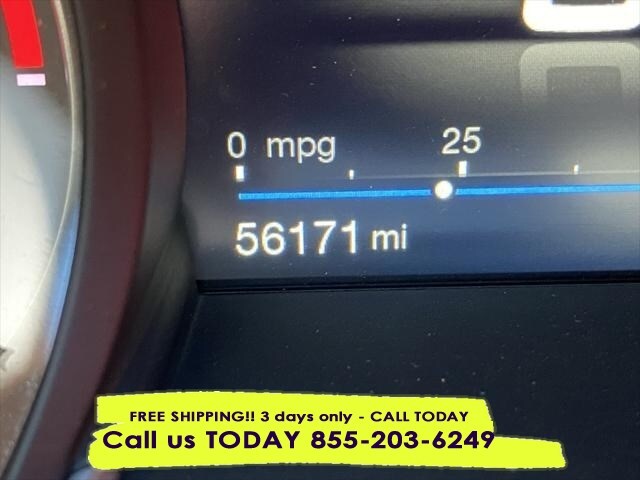 0 mpg 25
56171 mi
FREE SHIPPING!! 3 days only - CALL TODAY
Call us TODAY 855-203-6249